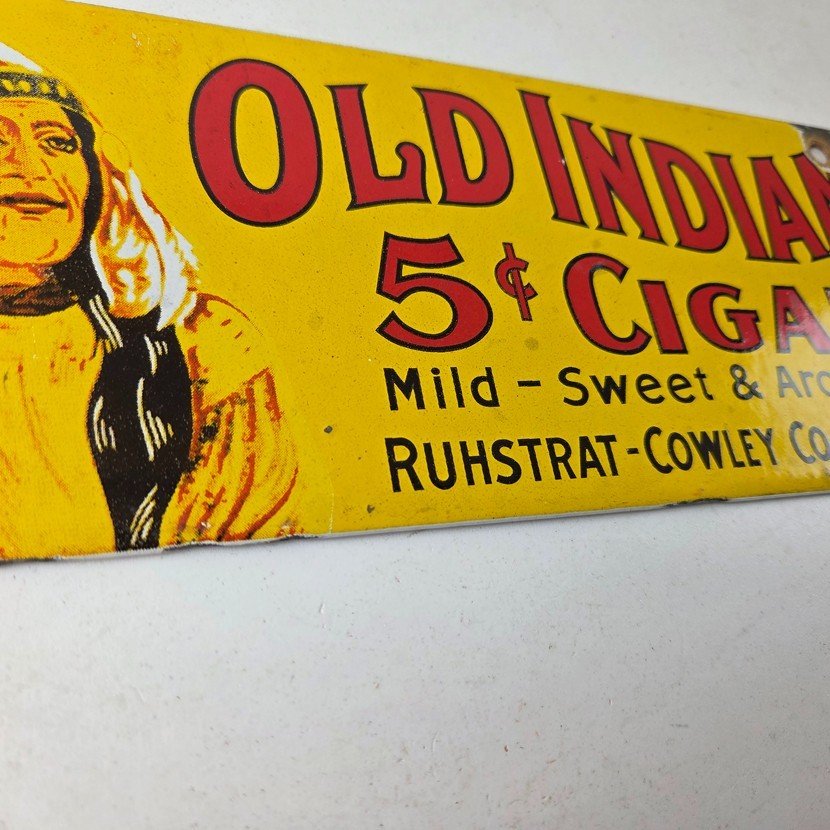 OLD INDIAN
5¢ CIGA
Mild - Sweet & Aro
RUHSTRAT-COWLEY CO